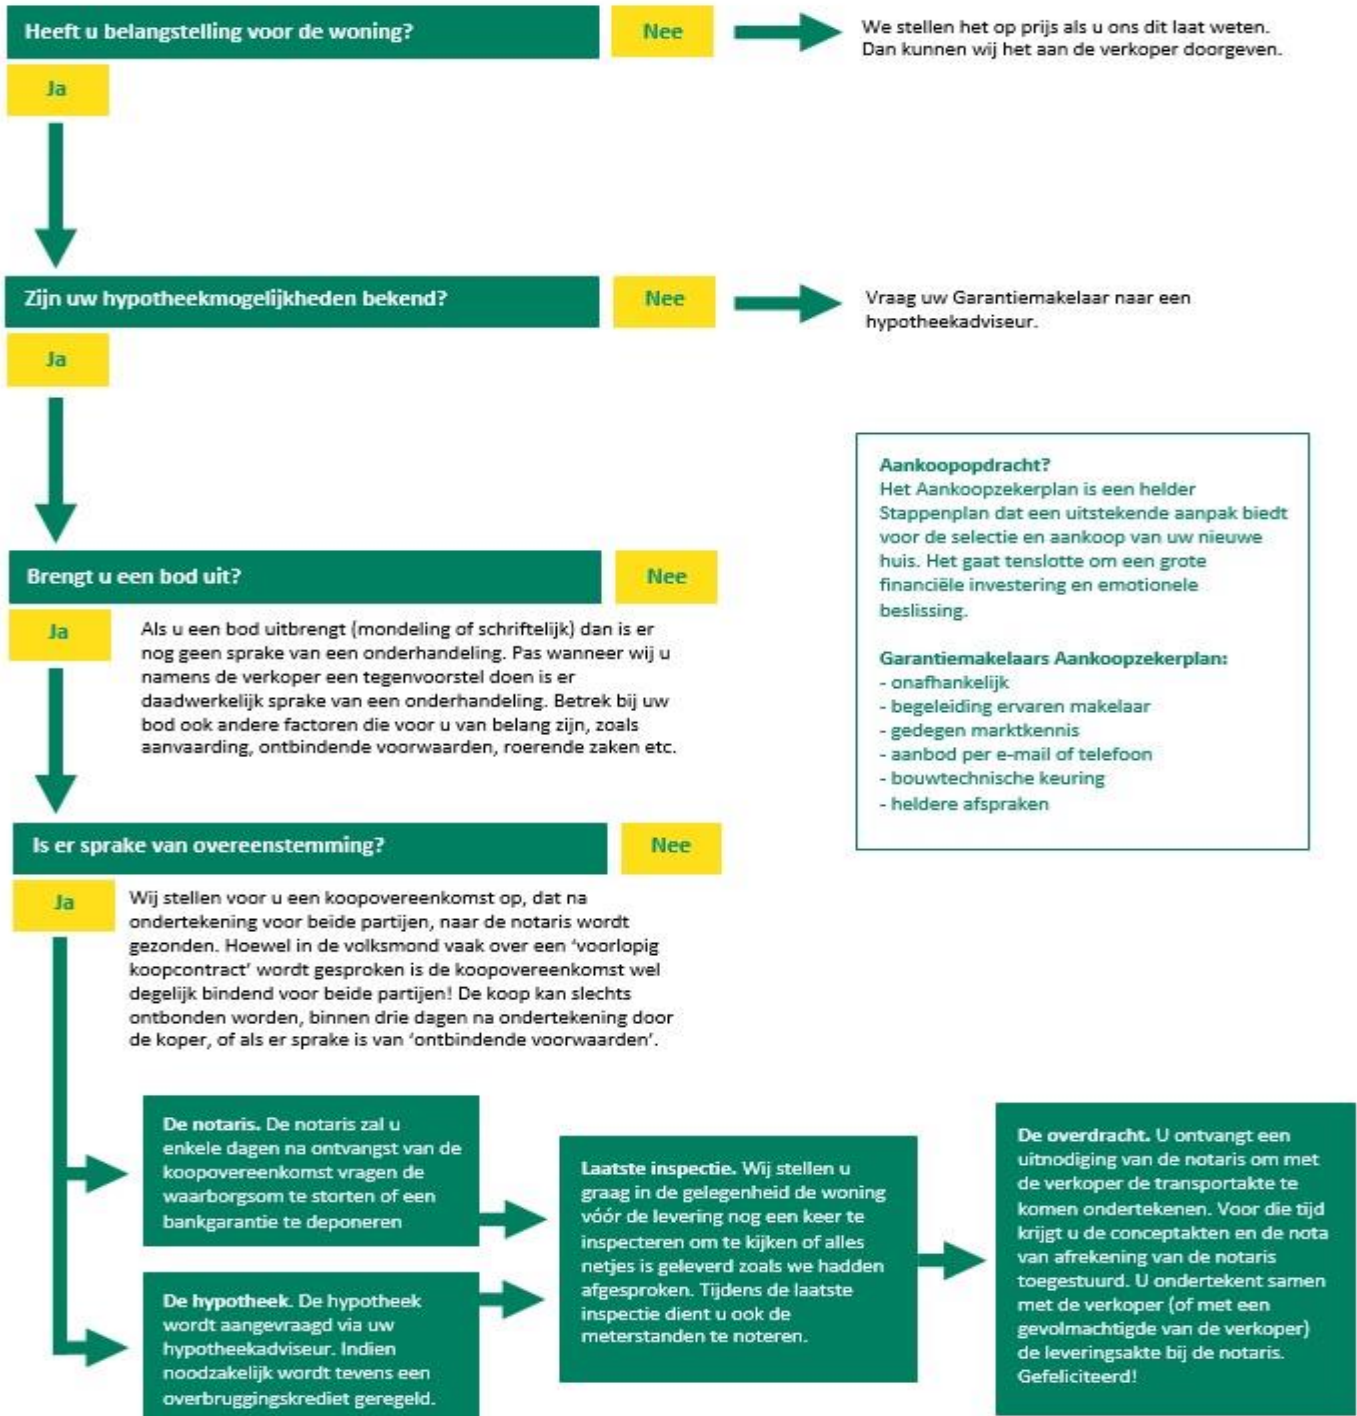 Heeft u belangstelling voor de woning?
Nee
We stellen het op prijs als u ons dit laat weten.
Dan kunnen wij het aan de verkoper doorgeven.
Ja
Zijn uw hypotheekmogelijkheden bekend?
Nee
Vraag uw Garantiemakelaar naar een
hypotheekadviseur.
Ja
Aankoopopdracht?
Het Aankoopzekerplan is een helder
Stappenplan dat een uitstekende aanpak biedt
voor de selectie en aankoop van uw nieuwe
huis. Het gaat tenslotte om een grote
financiële investering en emotionele
beslissing.
Garantiemakelaars Aankoopzekerplan:
- onafhankelijk
- begeleiding ervaren makelaar
- gedegen marktkennis
- aanbod per e-mail of telefoon
- bouwtechnische keuring
- heldere afspraken
Brengt u een bod uit?
Nee
Ja
Als u een bod uitbrengt (mondeling of schriftelijk) dan is er
nog geen sprake van een onderhandeling. Pas wanneer wij u
namens de verkoper een tegenvoorstel doen is er
daadwerkelijk sprake van een onderhandeling. Betrek bij uw
bod ook andere factoren die voor u van belang zijn, zoals
aanvaarding, ontbindende voorwaarden, roerende zaken etc.
Is er sprake van overeenstemming?
Nee
Ja
Wij stellen voor u een koopovereenkomst op, dat na
ondertekening voor beide partijen, naar de notaris wordt
gezonden. Hoewel in de volksmond vaak over een ‘voorlopig
koopcontract’ wordt gesproken is de koopovereenkomst wel
degelijk bindend voor beide partijen! De koop kan slechts
ontbonden worden, binnen drie dagen na ondertekening door
de koper, of als er sprake is van ‘ontbindende voorwaarden’.
De notaris. De notaris zal u
enkele dagen na ontvangst van de
koopovereenkomst vragen de
waarborgsom te storten of een
bankgarantie te deponeren
De hypotheek. De hypotheek
wordt aangevraagd via uw
hypotheekadviseur. Indien
noodzakelijk wordt tevens een
overbruggingskrediet geregeld.
Laatste inspectie. Wij stellen u
graag in de gelegenheid de woning
vóór de levering nog een keer te
inspecteren om te kijken of alles
netjes is geleverd zoals we hadden
afgesproken. Tijdens de laatste
inspectie dient u ook de
meterstanden te noteren.
De overdracht. U ontvangt een
uitnodiging van de notaris om met
de verkoper de transportakte te
komen ondertekenen. Voor die tijd
krijgt u de conceptakten en de nota
van afrekening van de notaris
toegestuurd. U ondertekent samen
met de verkoper (of met een
gevolmachtigde van de verkoper)
de leveringsakte bij de notaris.
Gefeliciteerd!